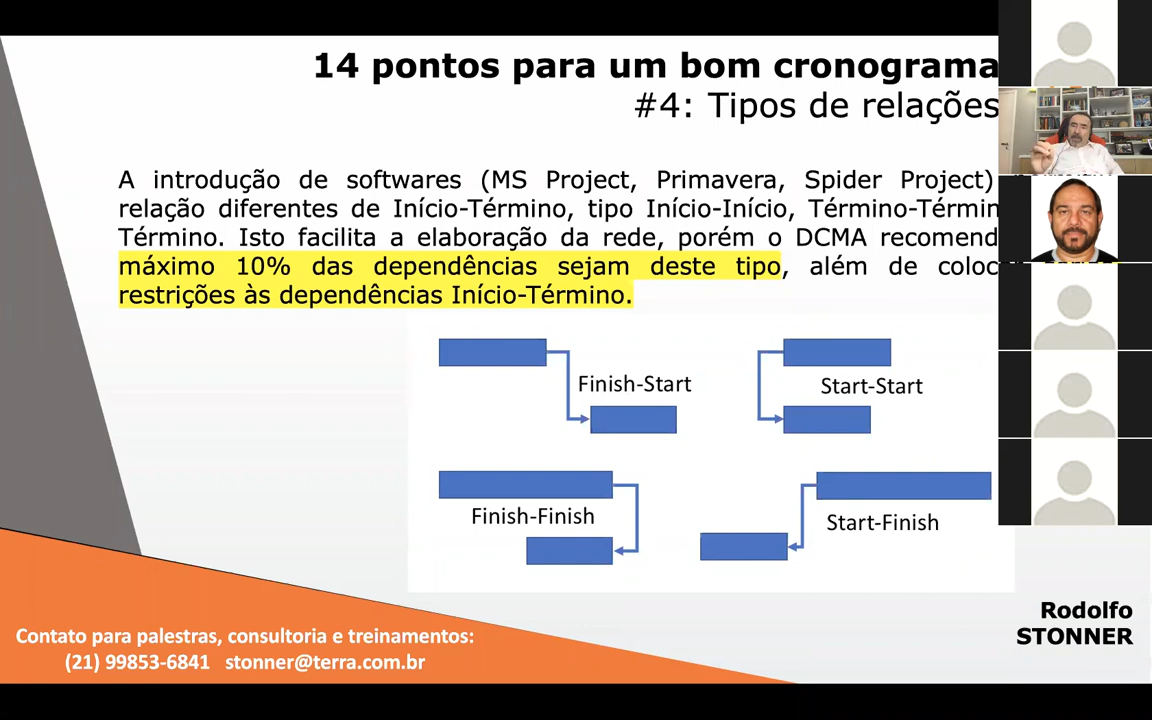 14 pontos para um bom cronograma
#4: Tipos de relações
A introdução de softwares (MS Project, Primavera, Spider Project)
relação diferentes de Início-Término, tipo Início-Início,
Término. Isto facilita a elaboração da rede, porém o DCMA
máximo 10% das dependências sejam deste tipo, além de
restrições às dependências Início-Término.
Finish-Start
Start-Start
Finish-Finish
Start-Finish
Rodolfo
STONNER
Contato para palestras, consultoria e treinamentos:
(21) 99853-6841 stonner@terra.com.br